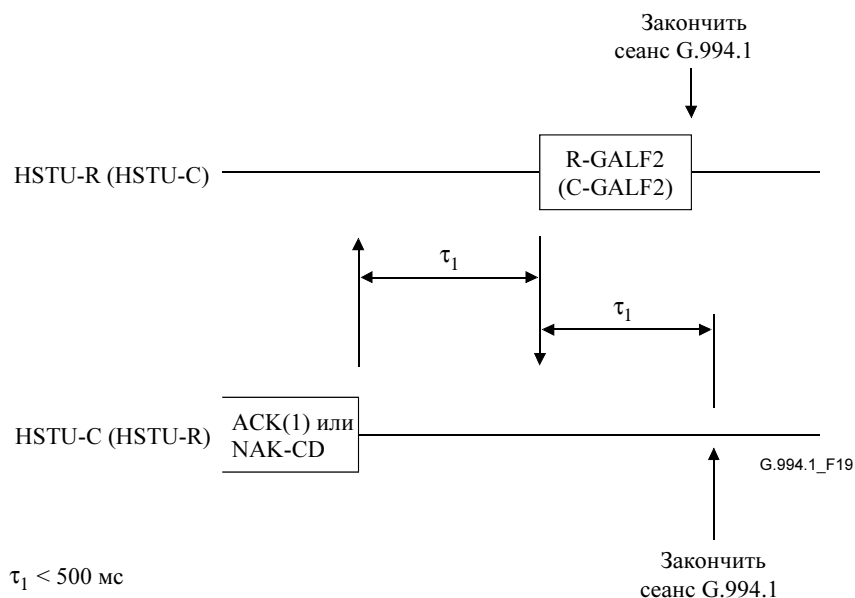 Закончить
сеанс G.994.1
HSTU-R (HSTU-C)
R-GALF2
(C-GALF2)
τ1
τ1
HSTU-C (HSTU-R)
ACK(1) или
NAK-CD
G.994.1_F19
Закончить
сеанс G.994.1
τ1 < 500 мс